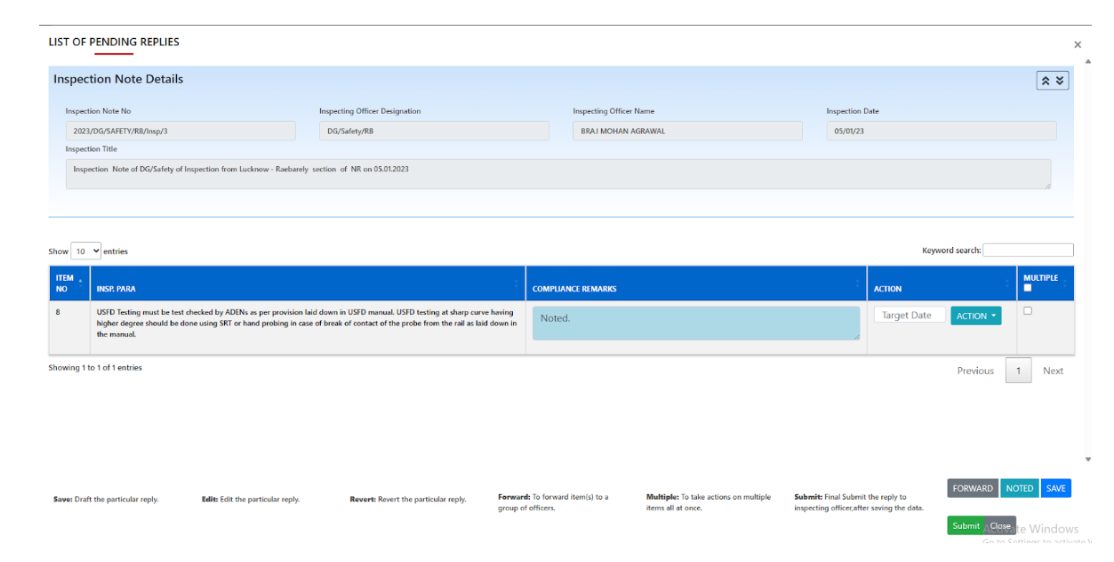 LIST OF PENDING REPLIES
×
Inspection Note Details
Inspection Note No
Inspecting Officer Designation
Inspecting Officer Name
Inspection Date
2023/DG/SAFETY/RB/Insp/3
DG/Safety/RB
BRAJ MOHAN AGRAWAL
05/01/23
Inspection Title
Inspection Note of DG/Safety of Inspection from Lucknow - Raebarely section of NR on 05.01.2023
Show 10 entries
Keyword search:
ITEM NO
INSP. PARA
COMPLIANCE REMARKS
ACTION
MULTIPLE
8
USFD Testing must be test checked by ADENs as per provision laid down in USFD manual. USFD testing at sharp curve having
higher degree should be done using SRT or hand probing in case of break of contact of the probe from the rail as laid down in
the manual.
Noted.
Target Date
ACTION
Showing 1 to 1 of 1 entries
Previous 1 Next
Save: Draft the particular reply.
Edit: Edit the particular reply.
Revert: Revert the particular reply.
Forward: To forward item(s) to a
group of officers.
Multiple: To take actions on multiple
items all at once.
Submit: Final Submit the reply to
inspecting officer,after saving the data.
FORWARD NOTED SAVE
Submit Close
Activate Windows
Go to Settings to activate